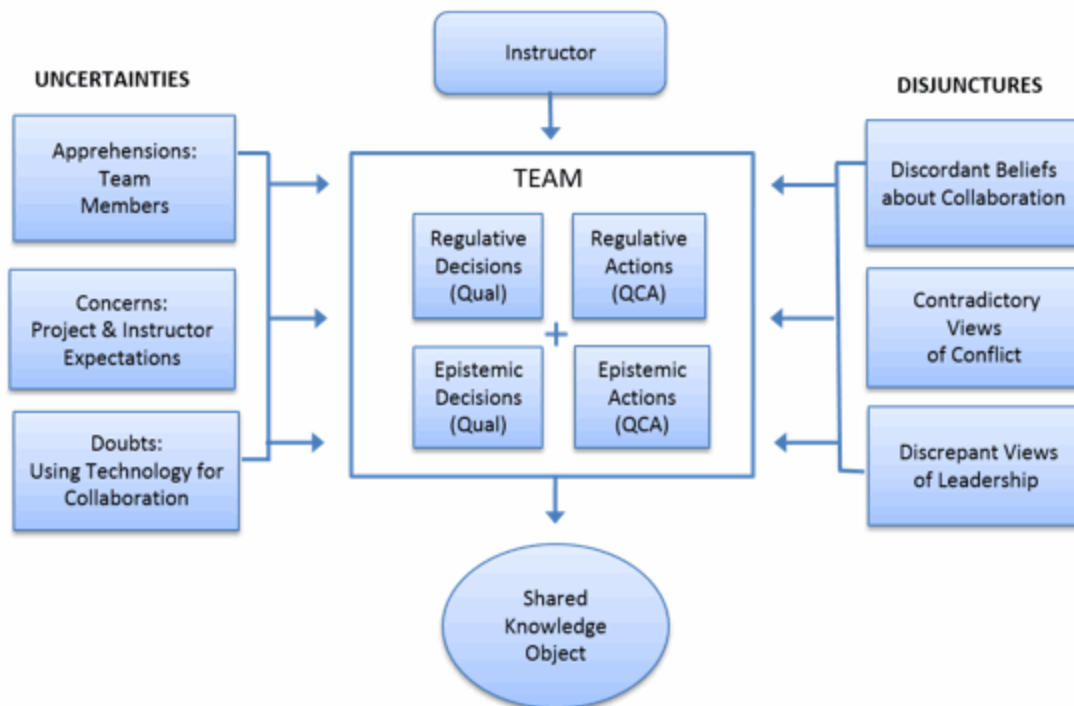 Instructor
UNCERTAINTIES
Apprehensions:
Team
Members
Concerns:
Project & Instructor
Expectations
Doubts:
Using Technology for
Collaboration
TEAM
Regulative
Decisions
(Qual)
Regulative
Actions
(QCA)
+
Epistemic
Decisions
(Qual)
Epistemic
Actions
(QCA)
DISJUNCTURES
Discordant Beliefs
about Collaboration
Contradictory
Views
of Conflict
Discrepant Views
of Leadership
Shared
Knowledge
Object